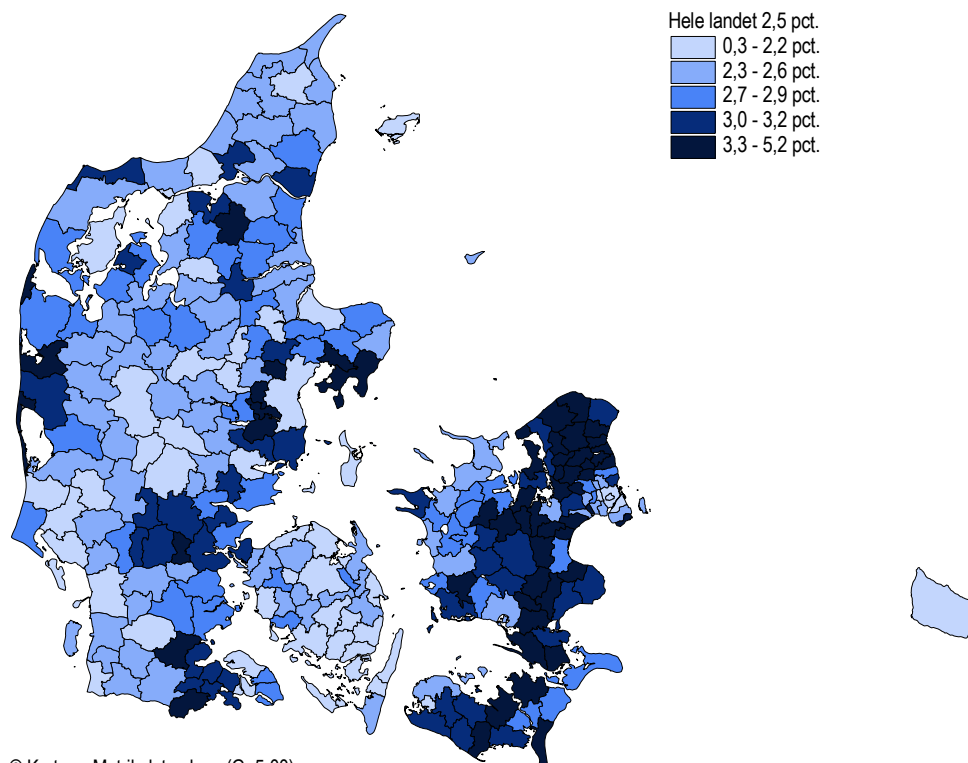 Hele landet 2,5 pct.
0,3 - 2,2 pct.
2,3 - 2,6 pct.
2,7 - 2,9 pct.
3,0 - 3,2 pct.
3,3 - 5,2 pct.